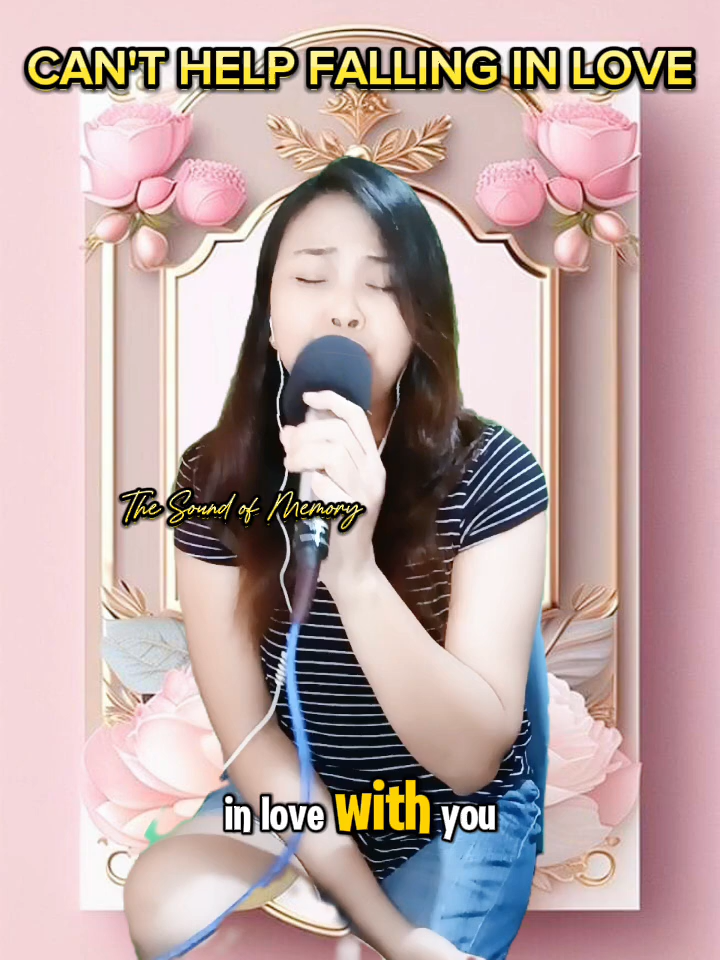 CAN'T HELP FALLING IN LOVE
The Sound of Memory
in love with you